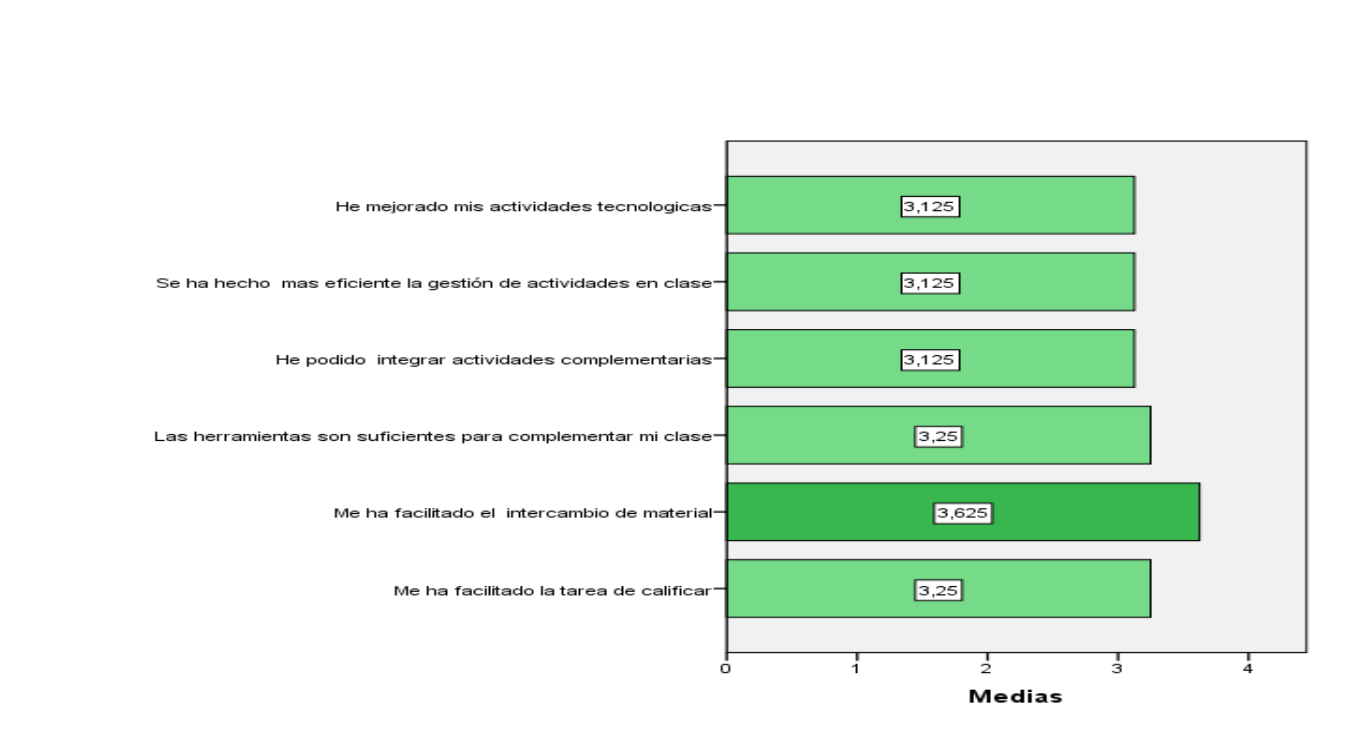 He mejorado mis actividades tecnologicas
3,125
Se ha hecho  mas eficiente la gestión de actividades en clase
3,125
He podido  integrar actividades complementarias
3,125
Las herramientas son suficientes para complementar mi clase
3,25
Me ha facilitado el  intercambio de material
3,625
Me ha facilitado la tarea de calificar
3,25
0 1 2 3 4
Medias